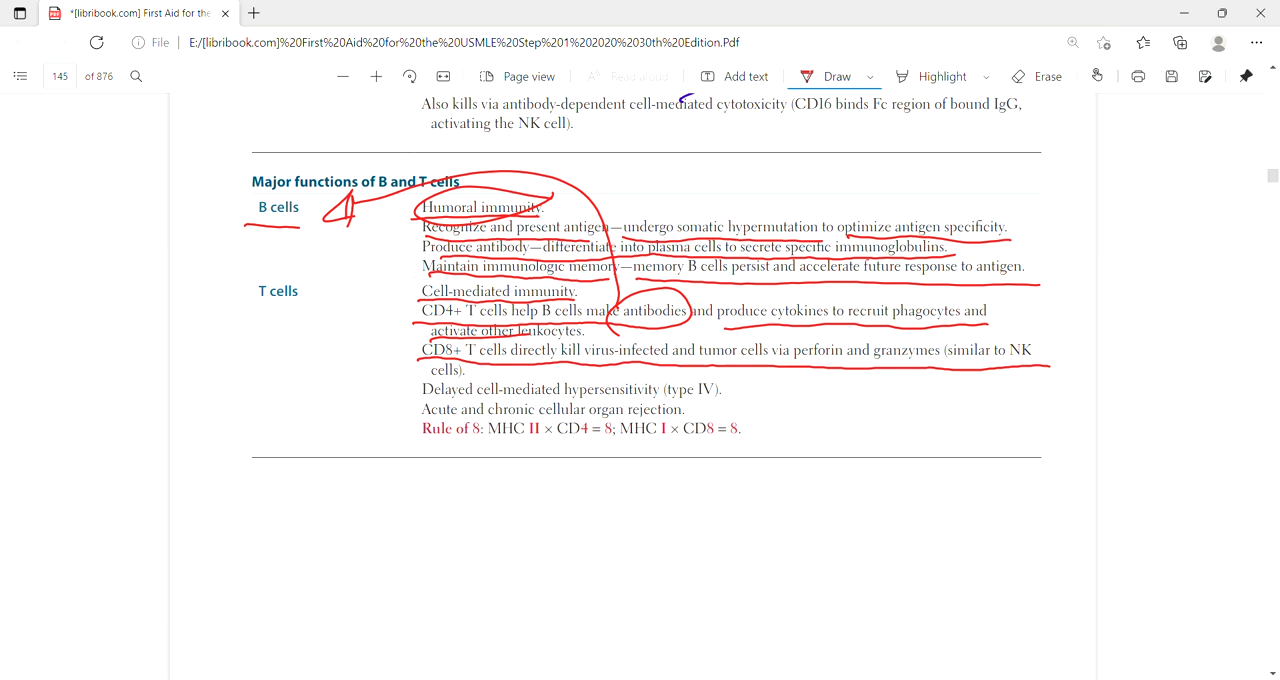 *[libribook.com] First Aid for the
File
E:/[libribook.com]%20First%20Aid%20for%20the%20USMLE%20Step%201%202020%2030th%20Edition.Pdf
145 of 876
Page view
Read aloud
Add text
Draw
Highlight
Erase
Also kills via antibody-dependent cell-mediated cytotoxicity (CD16 binds Fc region of bound IgG,
activating the NK cell).
Major functions of B and T cells
B cells
Humoral immunity.
Recognize and present antigen—undergo somatic hypermutation to optimize antigen specificity.
Produce antibody—differentiate into plasma cells to secrete specific immunoglobulins.
Maintain immunologic memory—memory B cells persist and accelerate future response to antigen.
T cells
Cell-mediated immunity.
CD4+ T cells help B cells make antibodies and produce cytokines to recruit phagocytes and
activate other leukocytes.
CD8+ T cells directly kill virus-infected and tumor cells via perforin and granzymes (similar to NK
cells).
Delayed cell-mediated hypersensitivity (type IV).
Acute and chronic cellular organ rejection.
Rule of 8: MHC II × CD4 = 8; MHC I × CD8 = 8.